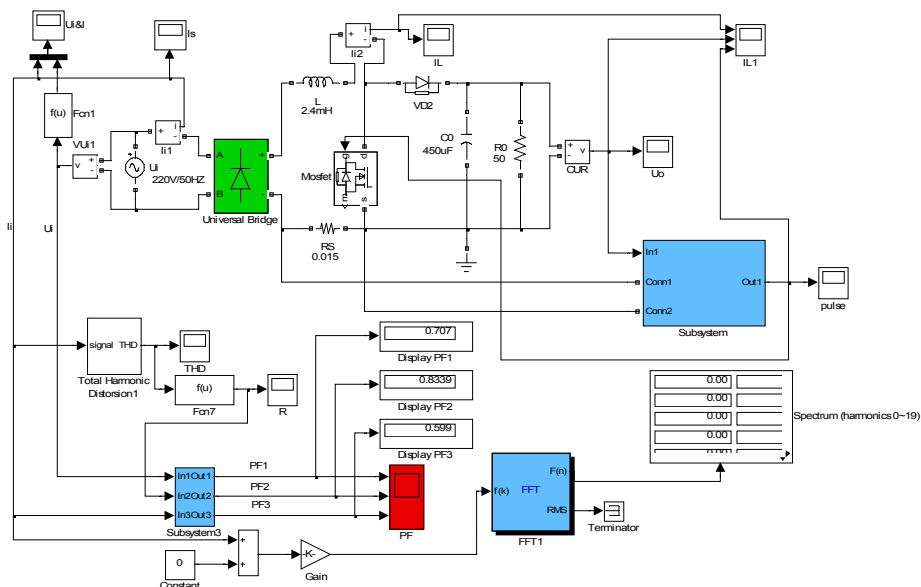 Ui&I
Is
Ii2
IL
IL1
f(u)
Fcn1
L
2.4mH
VD2
C0
450uF
R0
50
CUR
Uo
VUi1
Ii1
Ui
220V/50HZ
A
B
+
-
Universal Bridge
Mosfet
g
d
m
s
RS
0.015
Ii
Ui
In1
Conn1
Conn2
Out1
Subsystem
pulse
signal THD
Total Harmonic
Distorsion1
THD
f(u)
Fcn7
R
0.707
Display PF1
0.8339
Display PF2
0.599
Display PF3
0.00
0.00
0.00
0.00
0.00
Spectrum (harmonics 0~19)
In1Out1
In2Out2
In3Out3
Subsystem3
PF1
PF2
PF3
PF
f(k)
FFT
F(n)
RMS
FFT1
Terminator
0
Constant
+
+
-K-
Gain